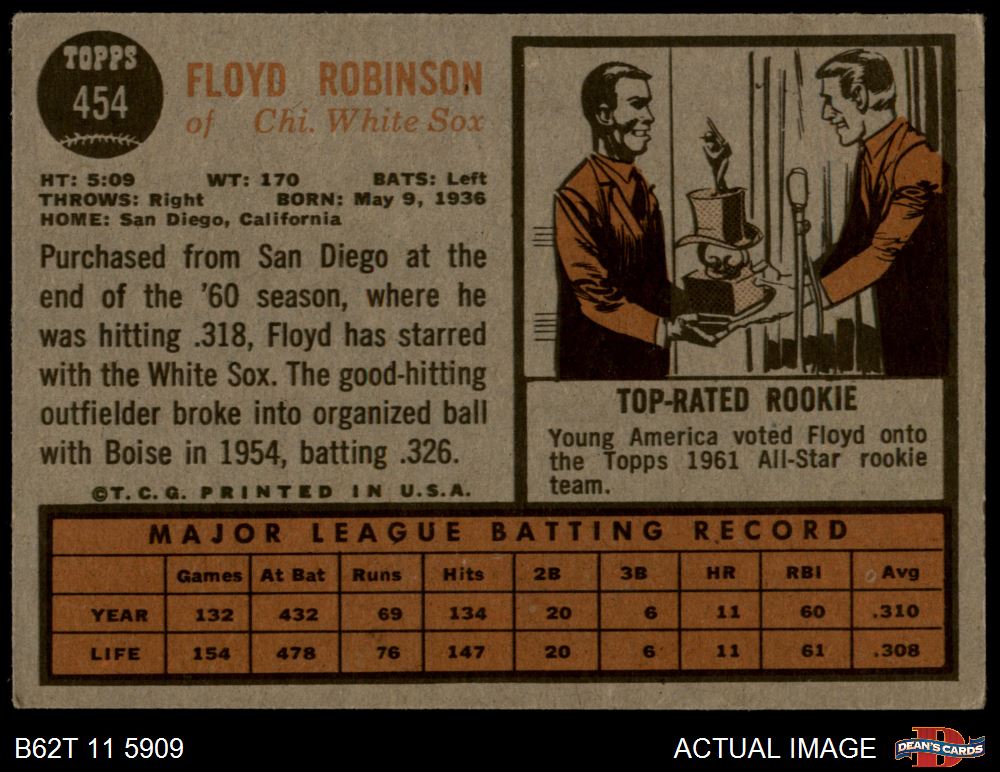 TOPPS
454
FLOYD ROBINSON
of Chi. White Sox
HT: 5:09 WT: 170 BATS: Left
THROWS: Right BORN: May 9, 1936
HOME: San Diego, California
Purchased from San Diego at the
end of the '60 season, where he
was hitting .318, Floyd has starred
with the White Sox. The good-hitting
outfielder broke into organized ball
with Boise in 1954, batting .326.
©T.C.G. PRINTED IN U.S.A.
TOP-RATED ROOKIE
Young America voted Floyd onto
the Topps 1961 All-Star rookie
team.
MAJOR LEAGUE BATTING RECORD
Games At Bat Runs Hits 2B 3B HR RBI Avg
YEAR 132 432 69 134 20 6 11 60 .310
LIFE 154 478 76 147 20 6 11 61 .308
B62T 11 5909
ACTUAL IMAGE
D
DEAN'S CARDS